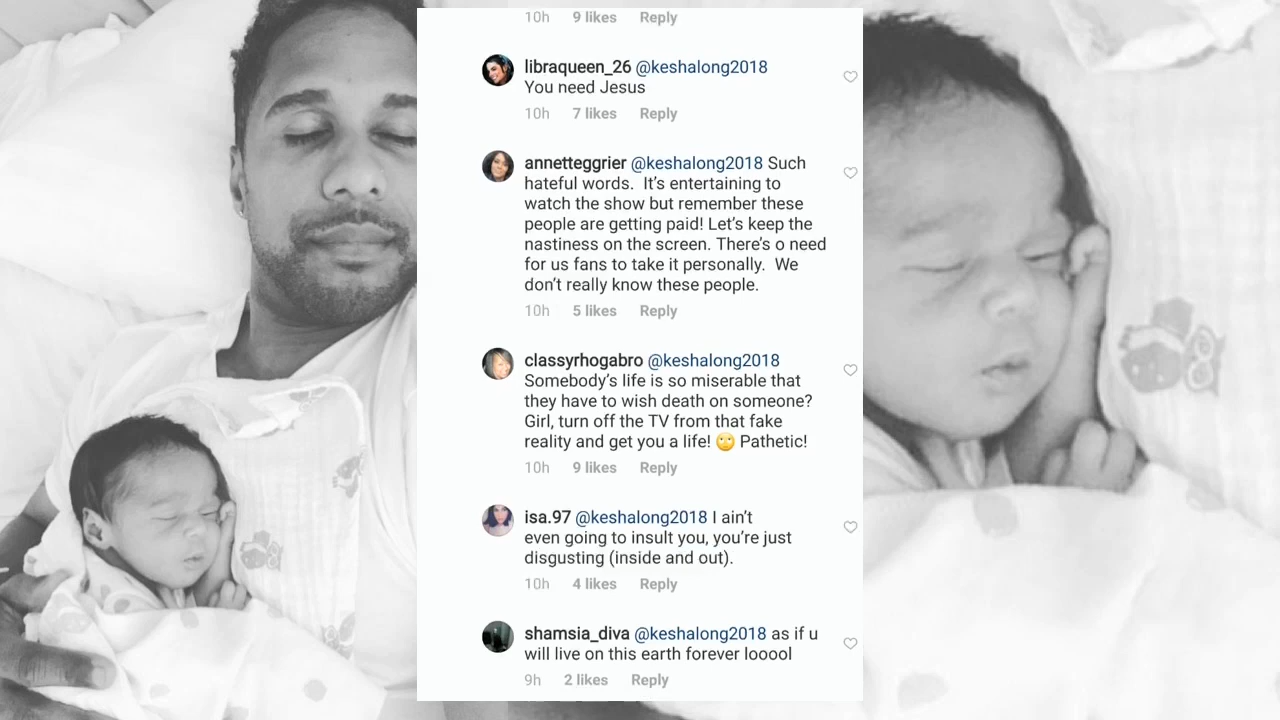 10h 9 likes Reply
libraqueen_26 @keshalong2018
You need Jesus
10h 7 likes Reply
annetteggrier @keshalong2018 Such
hateful words. It's entertaining to
watch the show but remember these
people are getting paid! Let's keep the
nastiness on the screen. There's o need
for us fans to take it personally. We
don't really know these people.
10h 5 likes Reply
classyrhogabro @keshalong2018
Somebody's life is so miserable that
they have to wish death on someone?
Girl, turn off the TV from that fake
reality and get you a life! 🙄 Pathetic!
10h 9 likes Reply
isa.97 @keshalong2018 I ain't
even going to insult you, you're just
disgusting (inside and out).
10h 4 likes Reply
shamsia_diva @keshalong2018 as if u
will live on this earth forever looool
9h 2 likes Reply